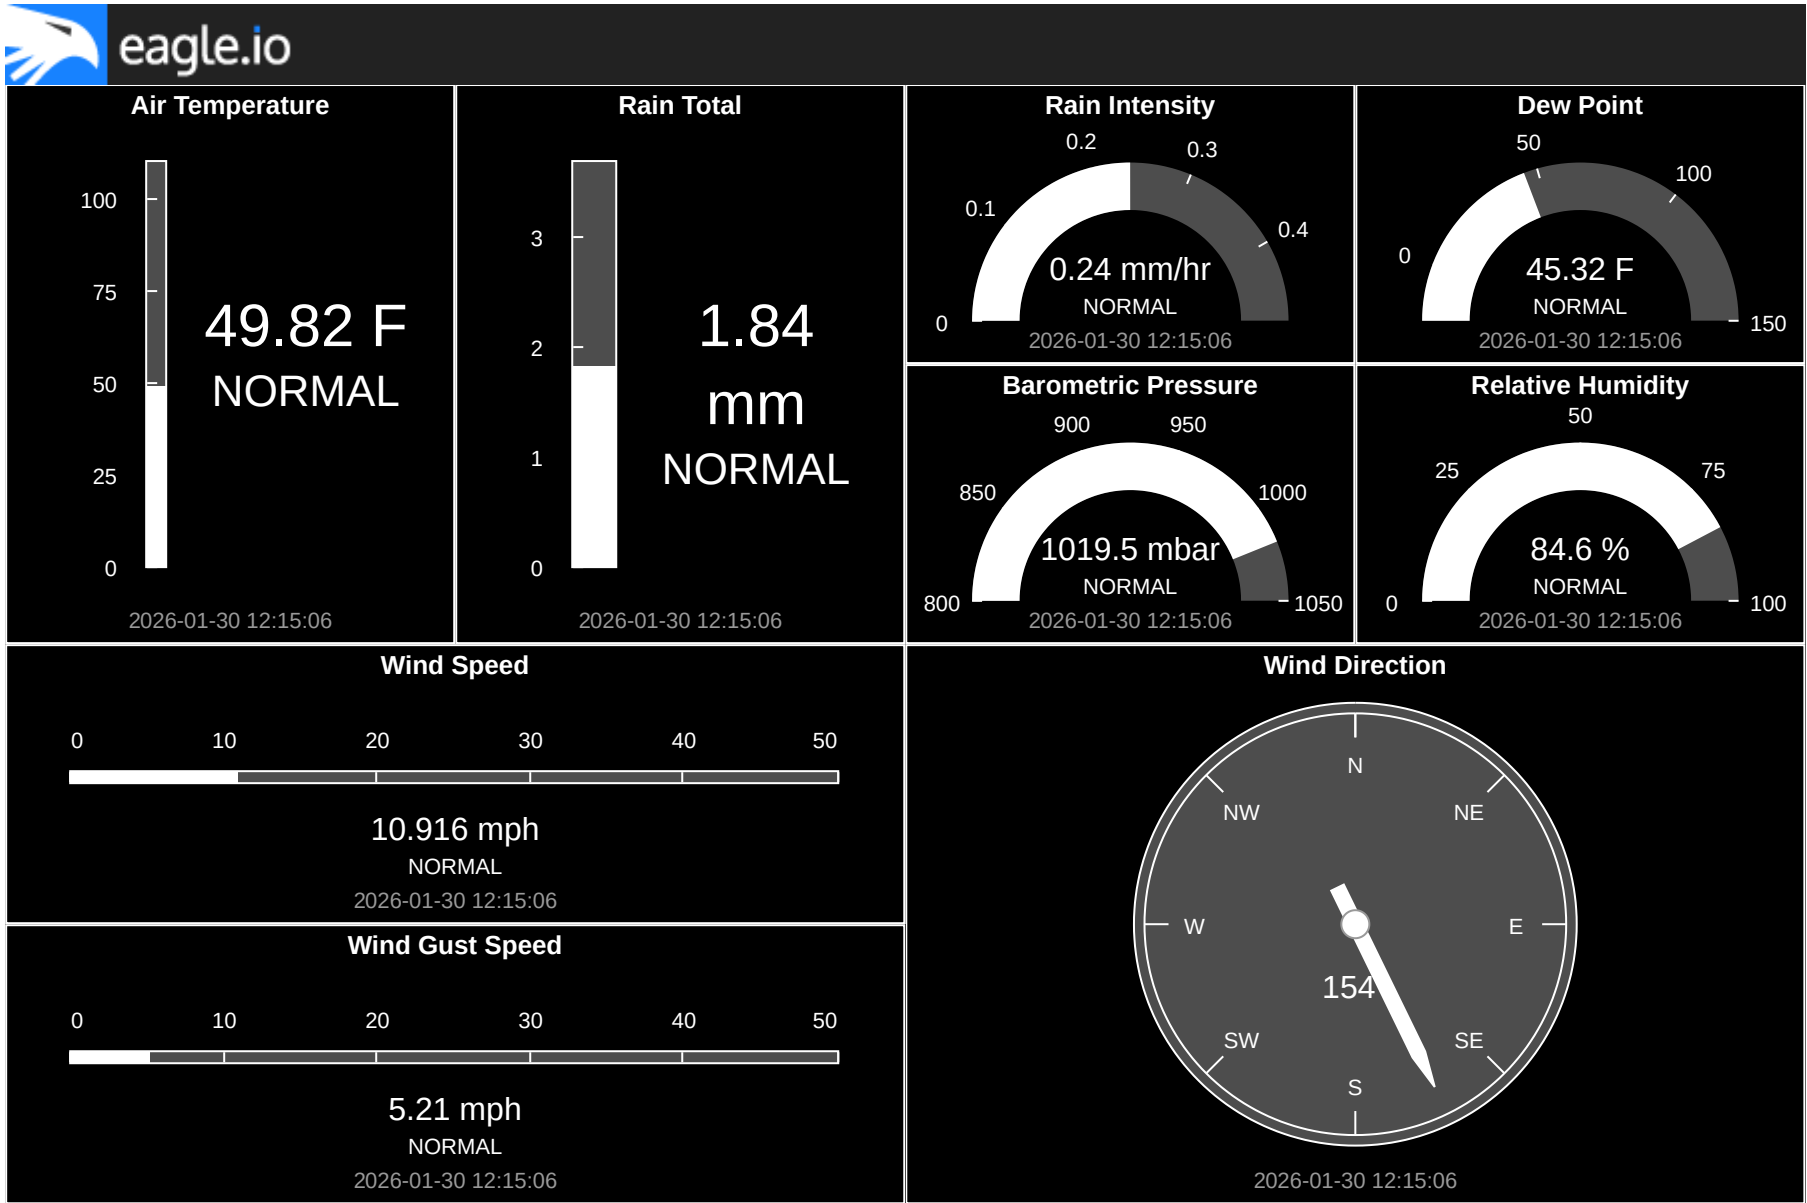 eagle.io
Air Temperature
100
75
50
25
0
49.82 F
NORMAL
2026-01-30 12:15:06
Rain Total
3
2
1
0
1.84
mm
NORMAL
2026-01-30 12:15:06
Rain Intensity
0
0.1
0.2
0.3
0.4
0.24 mm/hr
NORMAL
2026-01-30 12:15:06
Dew Point
0
50
100
150
45.32 F
NORMAL
2026-01-30 12:15:06
Barometric Pressure
800
850
900
950
1000
1050
1019.5 mbar
NORMAL
2026-01-30 12:15:06
Relative Humidity
0
25
50
75
100
84.6 %
NORMAL
2026-01-30 12:15:06
Wind Speed
0 10 20 30 40 50
10.916 mph
NORMAL
2026-01-30 12:15:06
Wind Gust Speed
0 10 20 30 40 50
5.21 mph
NORMAL
2026-01-30 12:15:06
Wind Direction
N
NW NE
W E
154
SW SE
S
2026-01-30 12:15:06